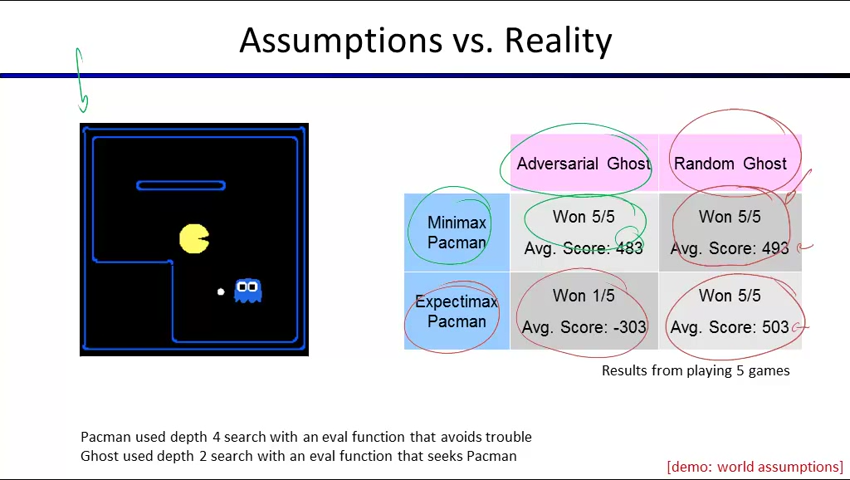 Assumptions vs. Reality
Adversarial Ghost
Random Ghost
Minimax
Pacman
Won 5/5
Avg. Score: 483
Won 5/5
Avg. Score: 493
Expectimax
Pacman
Won 1/5
Avg. Score: -303
Won 5/5
Avg. Score: 503
Results from playing 5 games
Pacman used depth 4 search with an eval function that avoids trouble
Ghost used depth 2 search with an eval function that seeks Pacman
[demo: world assumptions]